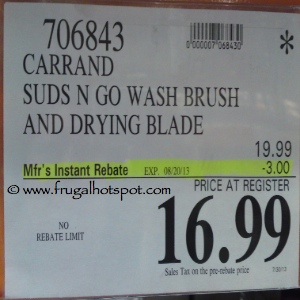 706843
0000007068430
*
CARRAND
SUDS N GO WASH BRUSH
AND DRYING BLADE
19.99
Mfr's Instant Rebate EXP. 08/20/13 -3.00
PRICE AT REGISTER
© www.frugalhotspot.com
16.99
NO
REBATE LIMIT
Sales Tax on the pre-rebate price